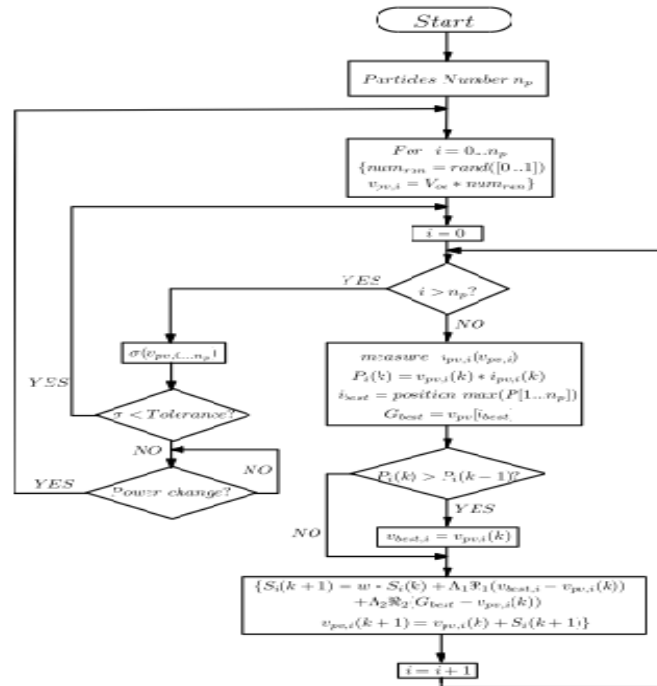 Start
Particles Number n_p
For i = 0...n_p
{num_ran = rand([0..1])
v_pv,i = V_oc * num_ran}
i = 0
i > n_p?
YES
NO
σ(v_pv,i...n_p)
measure i_pv,i(v_pv,i)
P_i(k) = v_pv,i(k) * i_pv,i(k)
i_best = position max(P[1...n_p])
G_best = v_pv[i_best]
YES
σ < Tolerance?
NO
NO
YES
Power change?
P_i(k) > P_i(k − 1)?
YES
NO
v_best,i = v_pv,i(k)
{S_i(k + 1) = w · S_i(k) + Λ₁ℜ₁(v_best,i − v_pv,i(k))
+Λ₂ℜ₂[G_best − v_pv,i(k))
v_pv,i(k + 1) = v_pv,i(k) + S_i(k + 1)}
i = i + 1